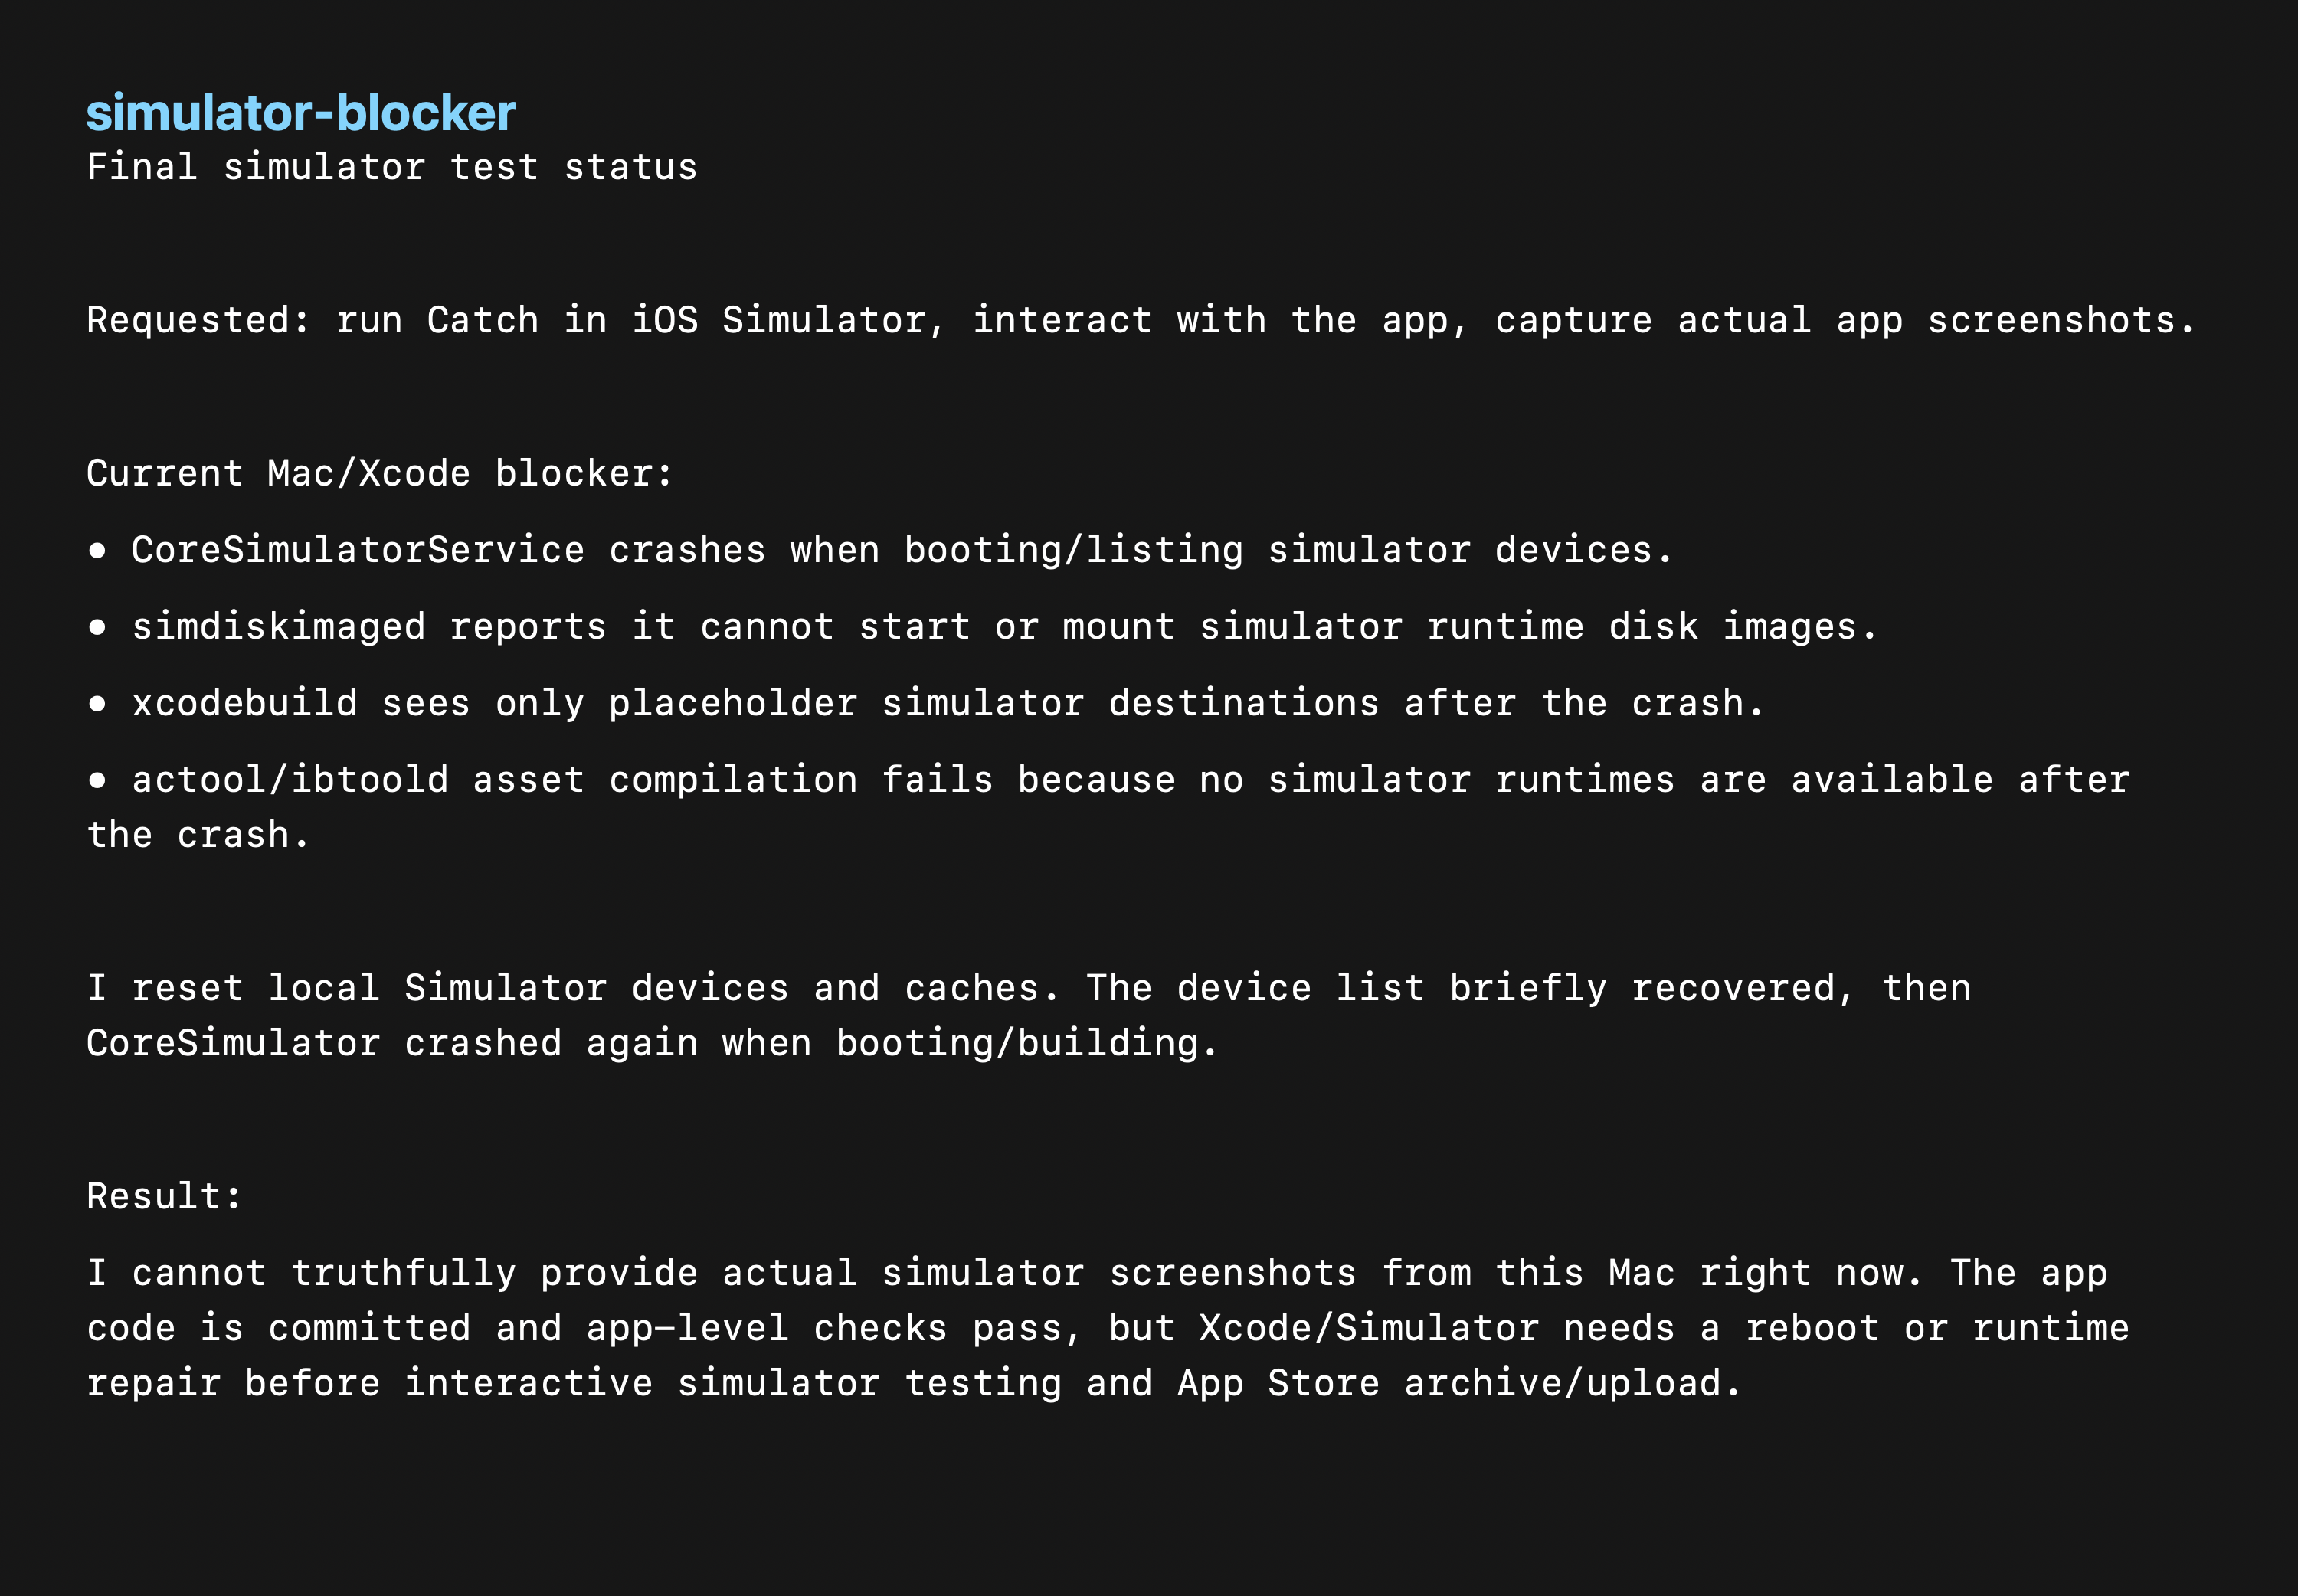 simulator-blocker
Final simulator test status
Requested: run Catch in iOS Simulator, interact with the app, capture actual app screenshots.
Current Mac/Xcode blocker:
• CoreSimulatorService crashes when booting/listing simulator devices.
• simdiskimaged reports it cannot start or mount simulator runtime disk images.
• xcodebuild sees only placeholder simulator destinations after the crash.
• actool/ibtoold asset compilation fails because no simulator runtimes are available after
the crash.
I reset local Simulator devices and caches. The device list briefly recovered, then
CoreSimulator crashed again when booting/building.
Result:
I cannot truthfully provide actual simulator screenshots from this Mac right now. The app
code is committed and app—level checks pass, but Xcode/Simulator needs a reboot or runtime
repair before interactive simulator testing and App Store archive/upload.